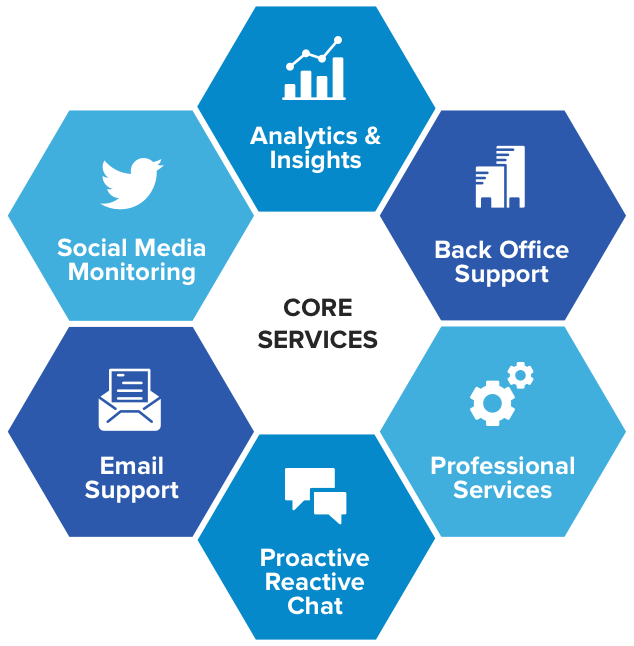 Analytics &
Insights
Back Office
Support
Professional
Services
Proactive
Reactive
Chat
Email
Support
Social Media
Monitoring
CORE
SERVICES